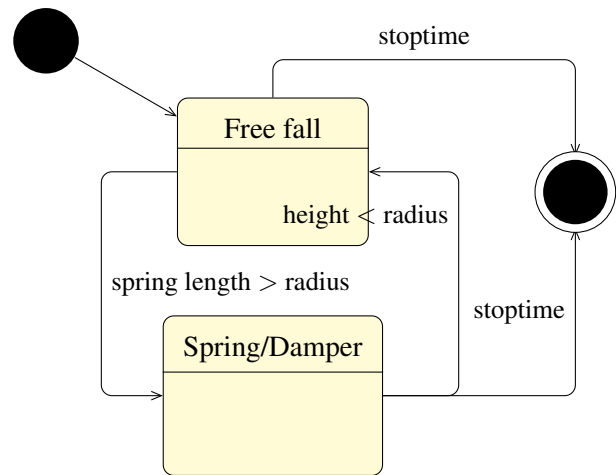 stoptime
Free fall
height < radius
spring length > radius
stoptime
Spring/Damper